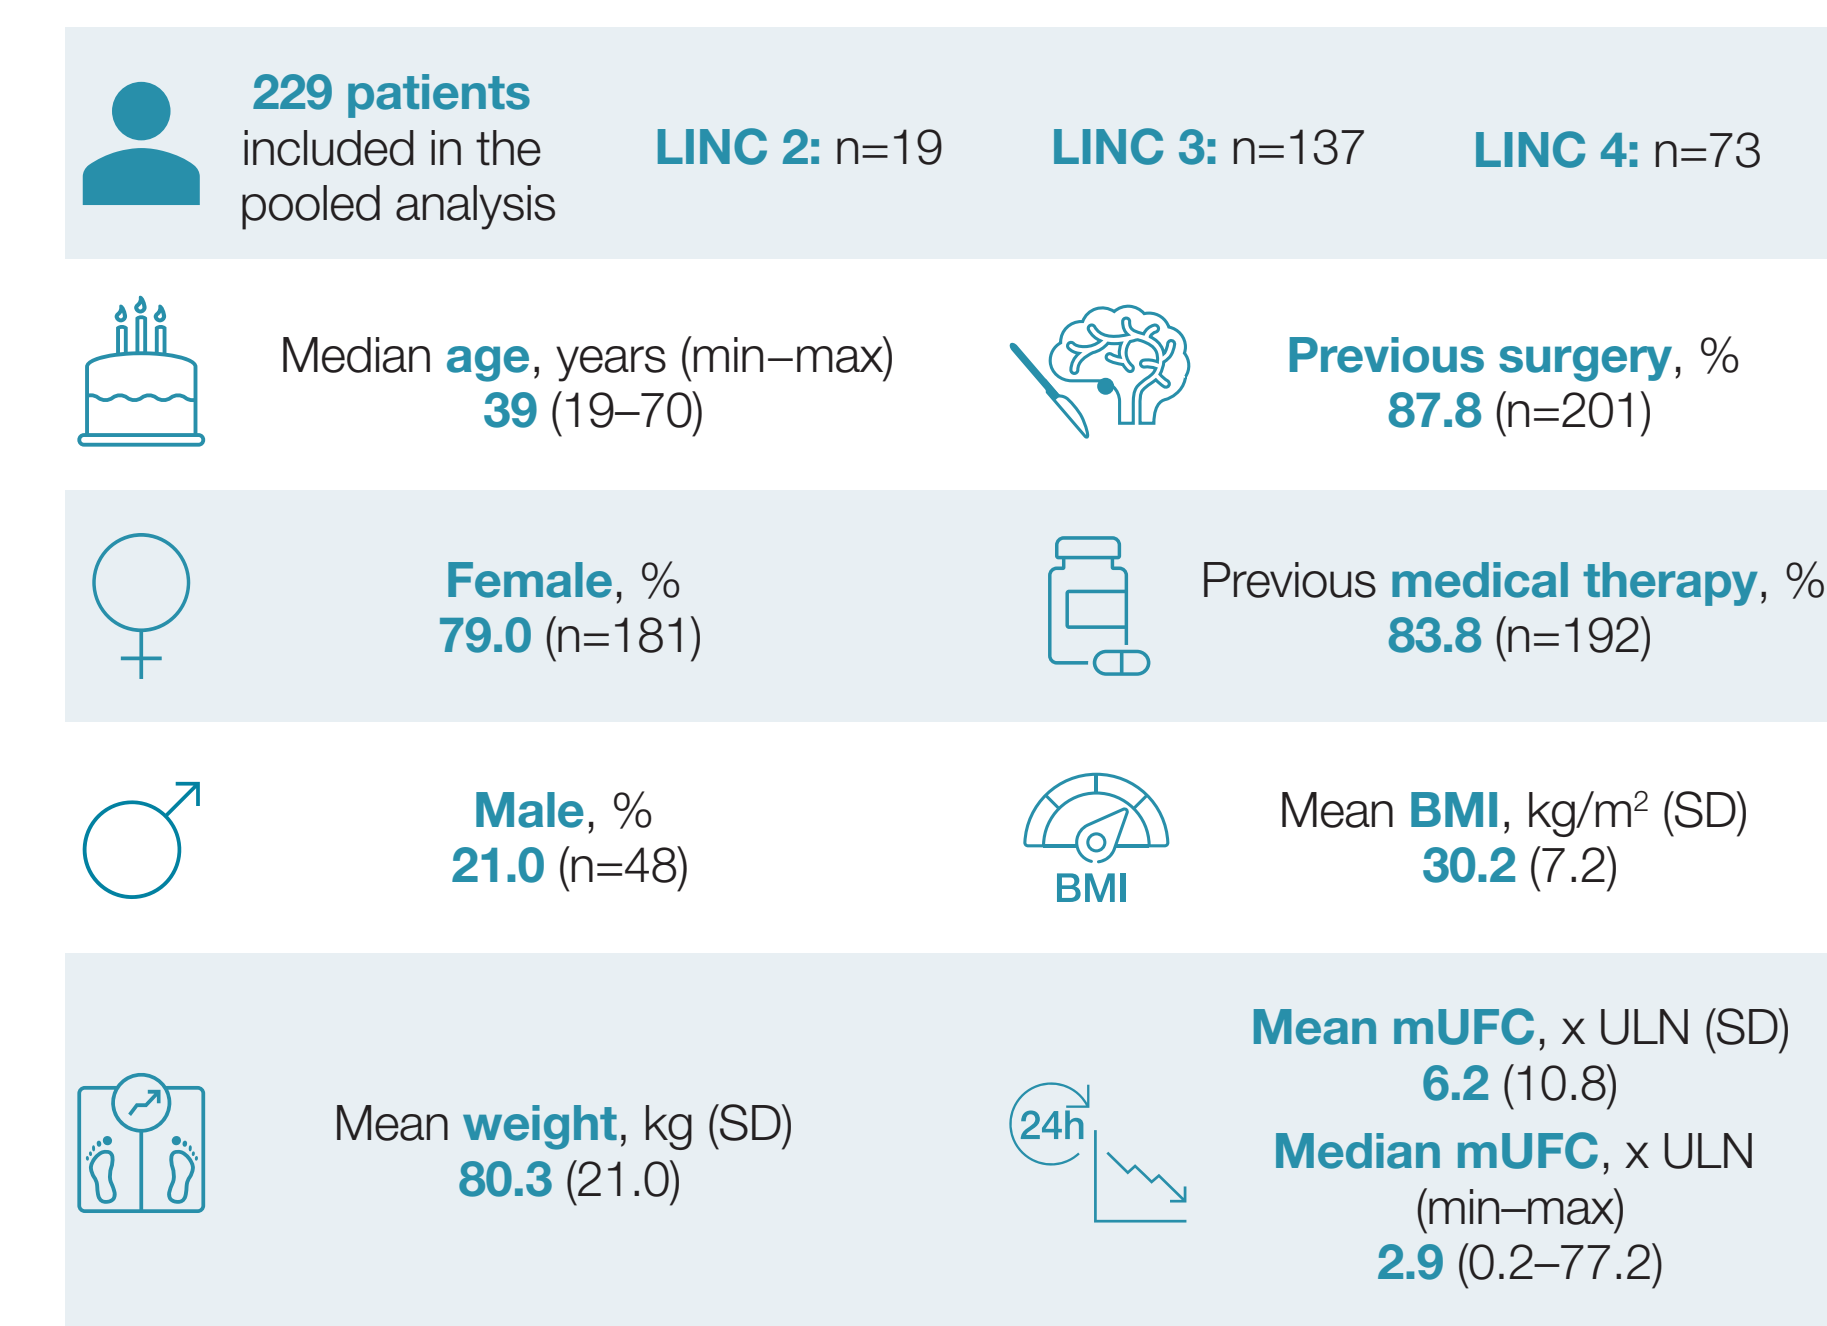 229 patients
included in the
pooled analysis
LINC 2: n=19
LINC 3: n=137
LINC 4: n=73
Median age, years (min–max)
39 (19–70)
Previous surgery, %
87.8 (n=201)
Female, %
79.0 (n=181)
Previous medical therapy, %
83.8 (n=192)
Male, %
21.0 (n=48)
BMI
Mean BMI, kg/m² (SD)
30.2 (7.2)
Mean weight, kg (SD)
80.3 (21.0)
24h
Mean mUFC, x ULN (SD)
6.2 (10.8)
Median mUFC, x ULN
(min–max)
2.9 (0.2–77.2)